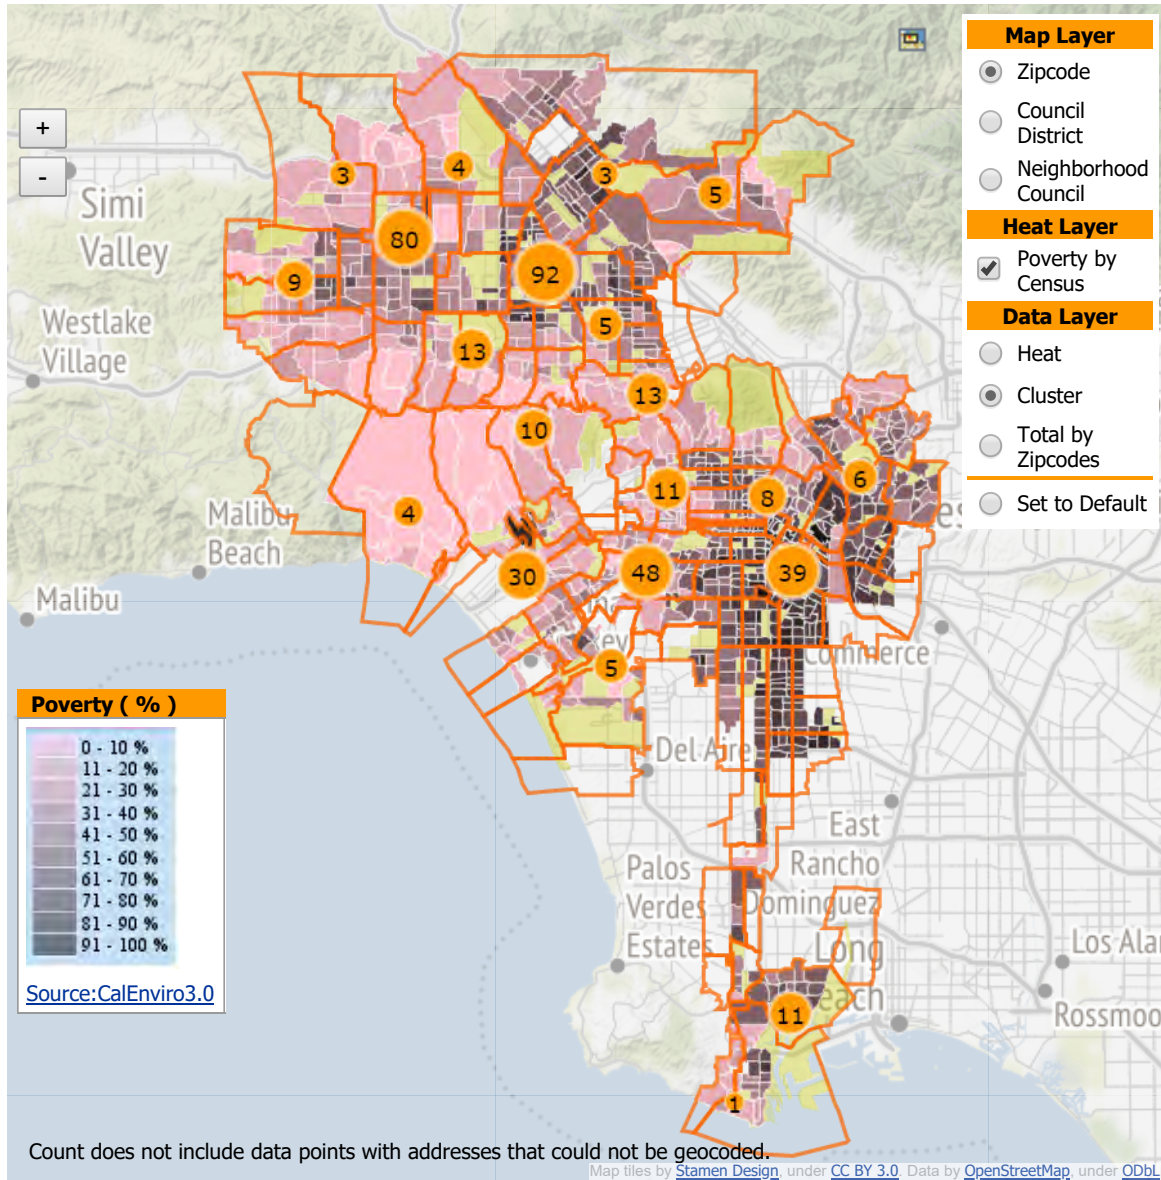 Map Layer
Zipcode
Council
District
Neighborhood
Council
Heat Layer
Poverty by
Census
Data Layer
Heat
Cluster
Total by
Zipcodes
Set to Default
+
-
Simi
Valley
Westlake
Village
Malibu
Beach
Malibu
3
4
3
5
80
92
9
5
13
13
10
11
8
6
4
30
48
39
5
11
1
Commerce
Del Aire
East
Rancho
Dominguez
Palos
Verdes
Estates
Long
Beach
Los Ala
Rossmoo
Poverty ( % )
0 - 10 %
11 - 20 %
21 - 30 %
31 - 40 %
41 - 50 %
51 - 60 %
61 - 70 %
71 - 80 %
81 - 90 %
91 - 100 %
Source:CalEnviro3.0
Count does not include data points with addresses that could not be geocoded.
Map tiles by Stamen Design, under CC BY 3.0. Data by OpenStreetMap, under ODbL